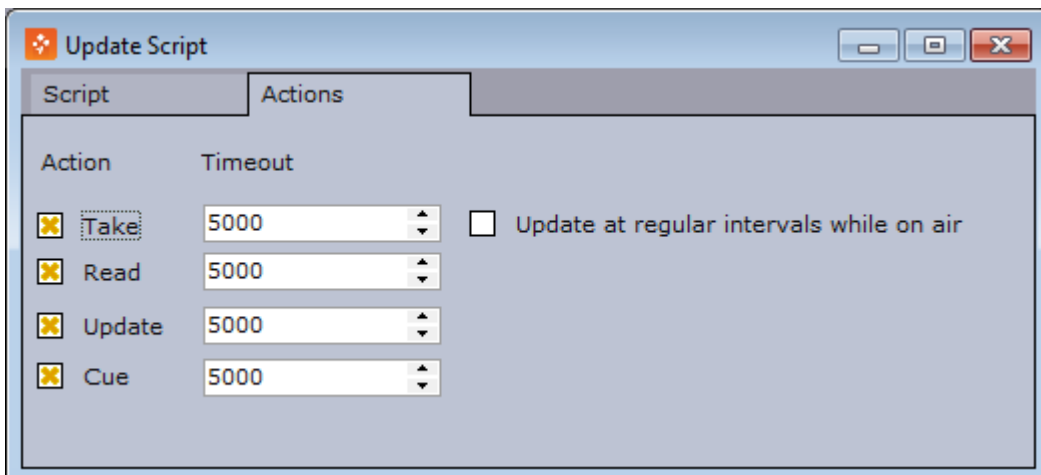 Update Script
Script Actions
Action Timeout
Take 5000 Update at regular intervals while on air
Read 5000
Update 5000
Cue 5000